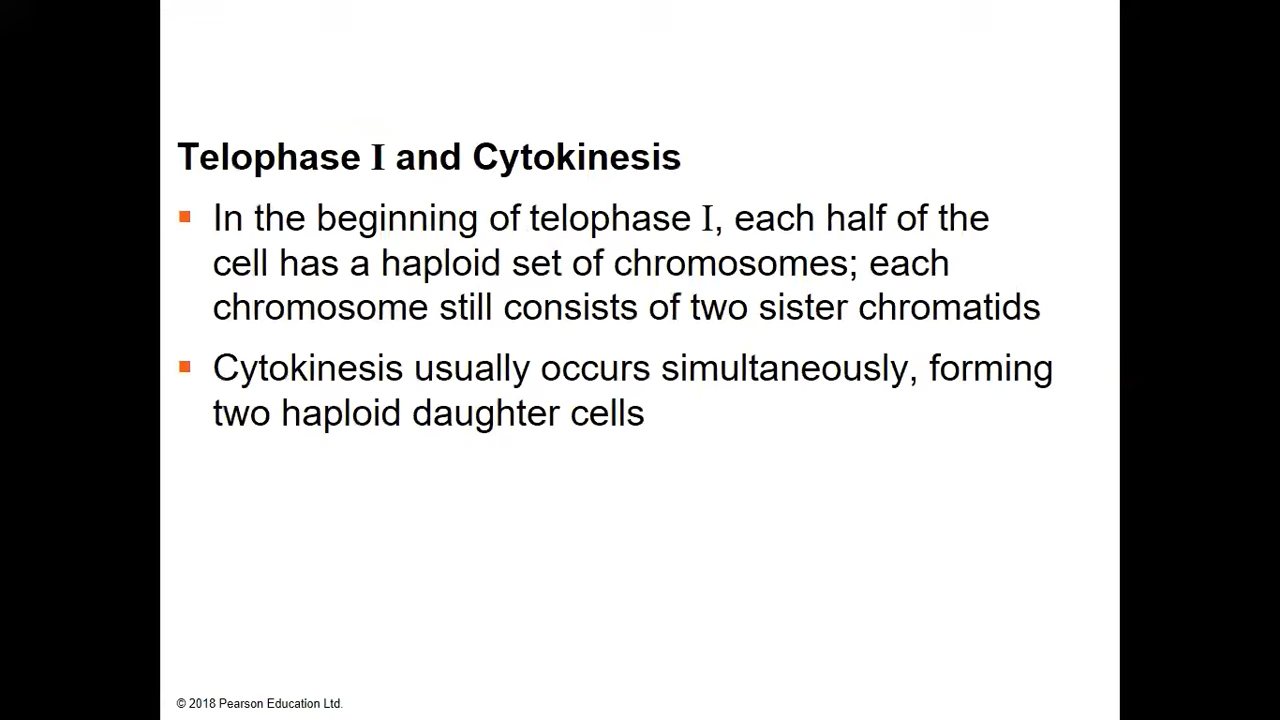 Telophase I and Cytokinesis
In the beginning of telophase I, each half of the
cell has a haploid set of chromosomes; each
chromosome still consists of two sister chromatids
Cytokinesis usually occurs simultaneously, forming
two haploid daughter cells
© 2018 Pearson Education Ltd.